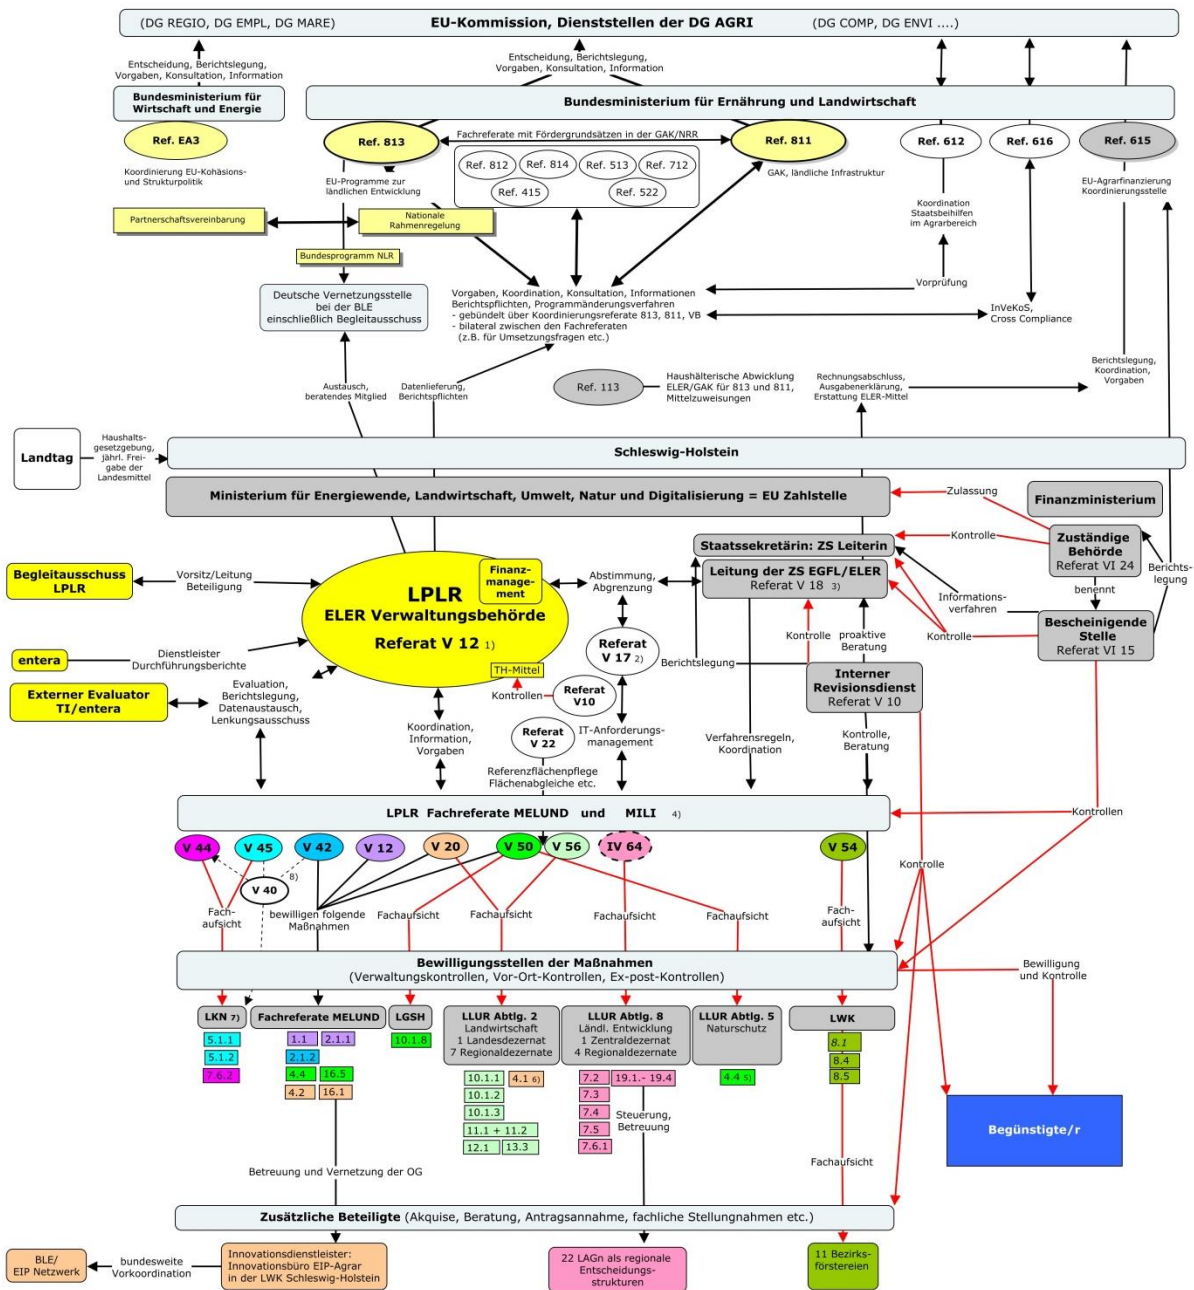 (DG REGIO, DG EMPL, DG MARE)
EU-Kommission, Dienststellen der DG AGRI
(DG COMP, DG ENVI ....)
Entscheidung, Berichtslegung,
Vorgaben, Konsultation, Information
Entscheidung, Berichtslegung,
Vorgaben, Konsultation, Information
Bundesministerium für
Wirtschaft und Energie
Bundesministerium für Ernährung und Landwirtschaft
Ref. EA3
Ref. 813
Fachreferate mit Fördergrundsätzen in der GAK/NRR
Ref. 811
Ref. 612
Ref. 616
Ref. 615
Ref. 812
Ref. 814
Ref. 513
Ref. 712
Ref. 415
Ref. 522
Koordinierung EU-Kohäsions-
und Strukturpolitik
EU-Programme zur
ländlichen Entwicklung
GAK, ländliche Infrastruktur
EU-Agrarfinanzierung
Koordinierungsstelle
Koordination
Staatsbeihilfen
im Agrarbereich
Partnerschaftsvereinbarung
Nationale
Rahmenregelung
Bundesprogramm NLR
Vorprüfung
Deutsche Vernetzungsstelle
bei der BLE
einschließlich Begleitausschuss
Vorgaben, Koordination, Konsultation, Informationen
Berichtspflichten, Programmänderungsverfahren
- gebündelt über Koordinierungsreferate 813, 811, VB
- bilateral zwischen den Fachreferaten
(z.B. für Umsetzungsfragen etc.)
InVeKoS,
Cross Compliance
Berichtslegung,
Koordination,
Vorgaben
Austausch,
beratendes Mitglied
Datenlieferung,
Berichtspflichten
Ref. 113
Haushälterische Abwicklung
ELER/GAK für 813 und 811,
Mittelzuweisungen
Rechnungsabschluss,
Ausgabenerklärung,
Erstattung ELER-Mittel
Landtag
Haushalts-
gesetzgebung,
jährl. Frei-
gabe der
Landesmittel
Schleswig-Holstein
Ministerium für Energiewende, Landwirtschaft, Umwelt, Natur und Digitalisierung = EU Zahlstelle
Zulassung
Finanzministerium
Kontrolle
Zuständige
Behörde
Referat VI 24
Berichts-
legung
benennt
Staatssekretärin: ZS Leiterin
Leitung der ZS EGFL/ELER
Referat V 18 3)
Informations-
verfahren
Bescheinigende
Stelle
Referat VI 15
Kontrolle
Begleitausschuss
LPLR
Vorsitz/Leitung
Beteiligung
Finanz-
manage-
ment
LPLR
ELER Verwaltungsbehörde
Referat V 12 1)
Abstimmung,
Abgrenzung
Referat
V 17 2)
Kontrolle
proaktive
Beratung
Berichtslegung
entera
Dienstleister
Durchführungsberichte
TH-Mittel
Kontrollen
Referat
V10
Interner
Revisionsdienst
Referat V 10
Externer Evaluator
TI/entera
Evaluation,
Berichtslegung,
Datenaustausch,
Lenkungsausschuss
Koordination,
Information,
Vorgaben
Referat
V 22
IT-Anforderungs-
management
Verfahrensregeln,
Koordination
Kontrolle,
Beratung
Referenzflächenpflege
Flächenabgleiche etc.
LPLR Fachreferate MELUND und MILI 4)
Kontrollen
V 44
V 45
V 42
V 12
V 20
V 50
V 56
IV 64
V 54
Kontrolle
V 40
8)
Fach-
aufsicht
bewilligen folgende
Maßnahmen
Fachaufsicht
Fachaufsicht
Fachaufsicht
Fachaufsicht
Fach-
aufsicht
Bewilligungsstellen der Maßnahmen
(Verwaltungskontrollen, Vor-Ort-Kontrollen, Ex-post-Kontrollen)
Bewilligung
und Kontrolle
LKN 7)
5.1.1
5.1.2
7.6.2
Fachreferate MELUND
1.1
2.1.1
2.1.2
4.4
16.5
4.2
16.1
LGSH
10.1.8
LLUR Abtlg. 2
Landwirtschaft
1 Landesdezernat
7 Regionaldezernate
10.1.1
4.1 6)
10.1.2
10.1.3
11.1 + 11.2
12.1
13.3
LLUR Abtlg. 8
Ländl. Entwicklung
1 Zentraldezernat
4 Regionaldezernate
7.2
19.1.- 19.4
7.3
7.4
7.5
7.6.1
Steuerung,
Betreuung
LLUR Abtlg. 5
Naturschutz
4.4 5)
LWK
8.1
8.4
8.5
Begünstigte/r
Betreuung und Vernetzung der OG
Fachaufsicht
Zusätzliche Beteiligte (Akquise, Beratung, Antragsannahme, fachliche Stellungnahmen etc.)
BLE/
EIP Netzwerk
bundesweite
Vorkoordination
Innovationsdienstleister:
Innovationsbüro EIP-Agrar
in der LWK Schleswig-Holstein
22 LAGn als regionale
Entscheidungs-
strukturen
11 Bezirks-
förstereien